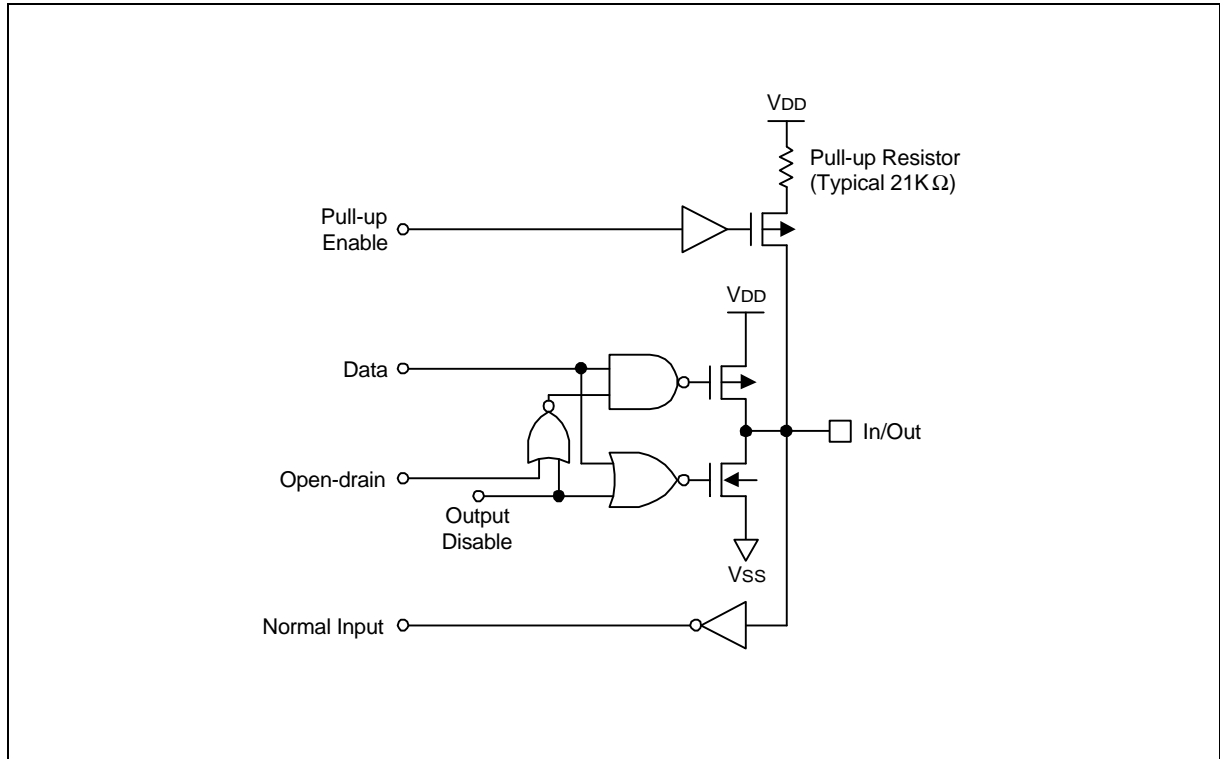 VDD
Pull-up Resistor
(Typical 21KΩ)
Pull-up
Enable
VDD
Data
In/Out
Open-drain
Output
Disable
VSS
Normal Input